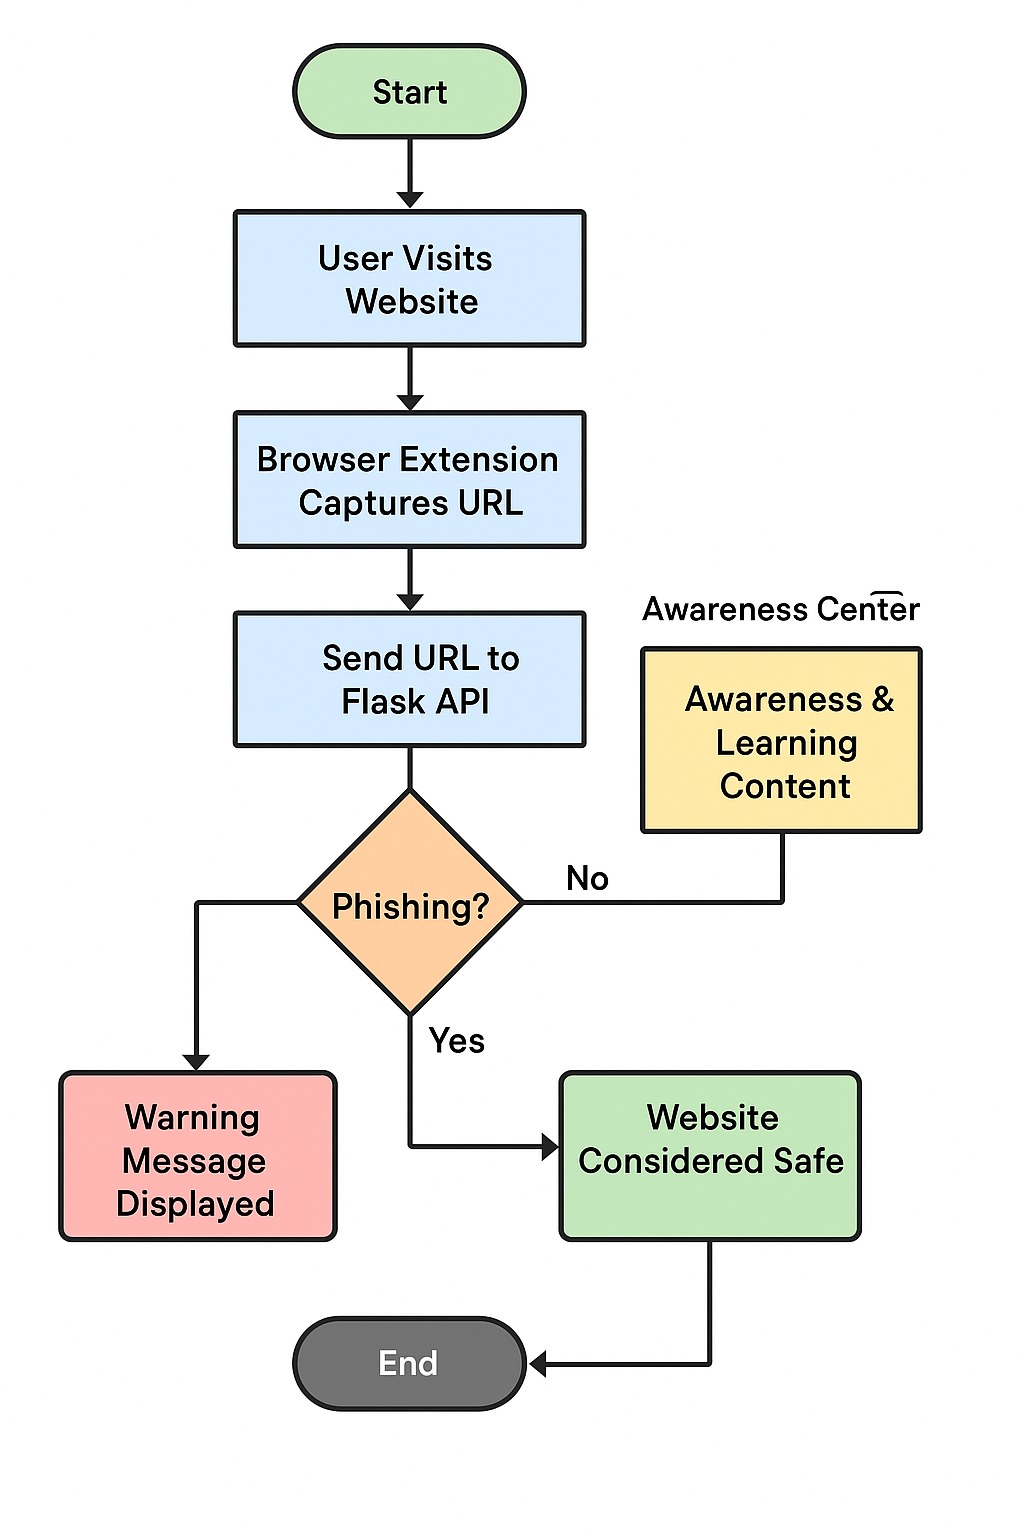 Start
User Visits
Website
Browser Extension
Captures URL
Send URL to
Flask API
Awareness Center
Awareness &
Learning
Content
No
Phishing?
Yes
Warning
Message
Displayed
Website
Considered Safe
End